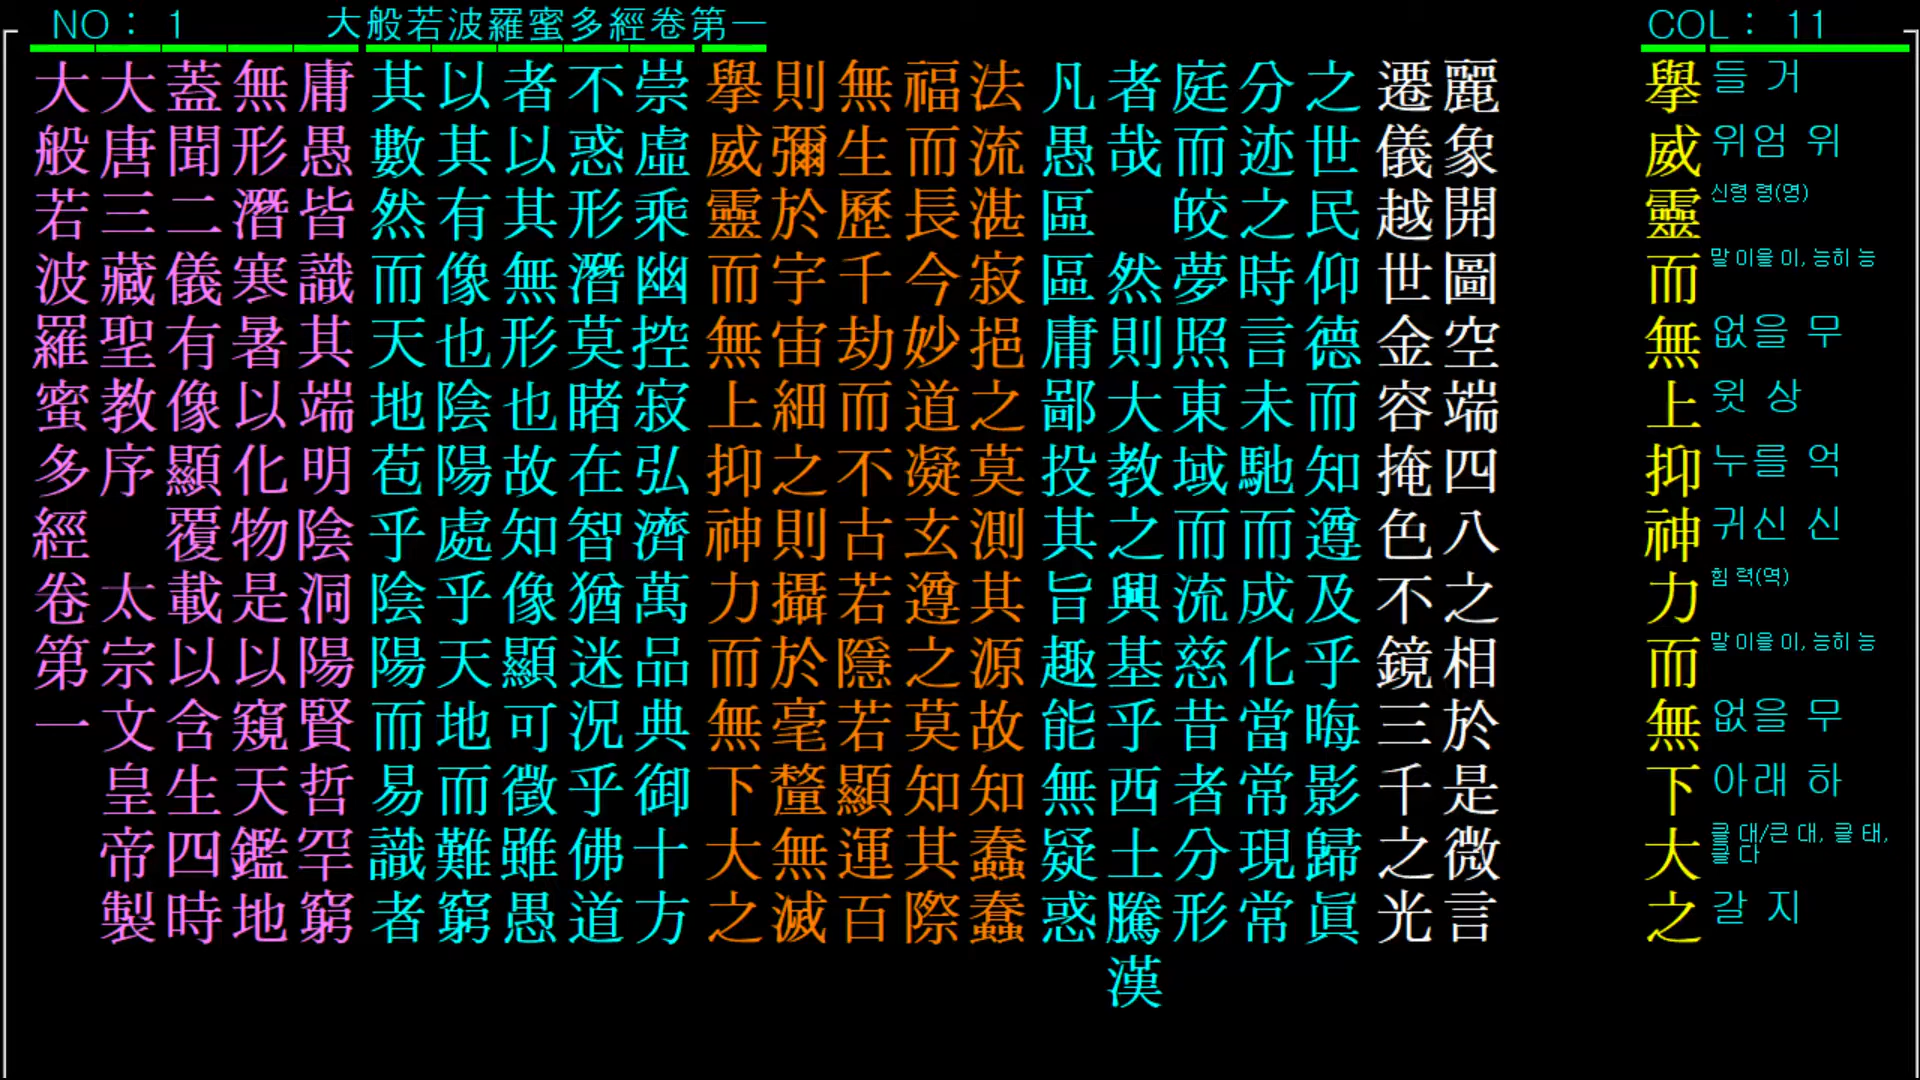 NO : 1
大般若波羅蜜多經卷第一
COL : 11
大般若波羅蜜多經卷第一
大唐三藏聖教序 太宗文皇帝製
蓋聞二儀有像顯覆載以含生四時
無形潛寒暑以化物是以窺天鑑地
庸愚皆識其端明陰洞陽賢哲罕窮
其數然而天地苞乎陰陽而易識者
以其有像也陰陽處乎天地而難窮
者以其無形也故知像顯可徵雖愚
不惑形潛莫睹在智猶迷況乎佛道
崇虛乘幽控寂弘濟萬品典御十方
擧威靈而無上抑神力而無下大之
則彌於宇宙細之則攝於毫釐無滅
無生歷千劫而不古若隱若顯運百
福而長今妙道凝玄遵之莫知其際
法流湛寂挹之莫測其源故知蠢蠢
凡愚區區庸鄙投其旨趣能無疑惑
者哉 然則大教之興基乎西土騰漢
庭而皎夢照東域而流慈昔者分形
分迹之時言未馳而成化當常現常
之世民仰德而知遵及乎晦影歸眞
遷儀越世金容掩色不鏡三千之光
麗象開圖空端四八之相於是微言
擧 들 거
威 위엄 위
靈 신령 령(영)
而 말 이을 이, 능히 능
無 없을 무
上 윗 상
抑 누를 억
神 귀신 신
力 힘 력(역)
而 말 이을 이, 능히 능
無 없을 무
下 아래 하
大 클 대/큰 대, 클 태, 클 다
之 갈 지